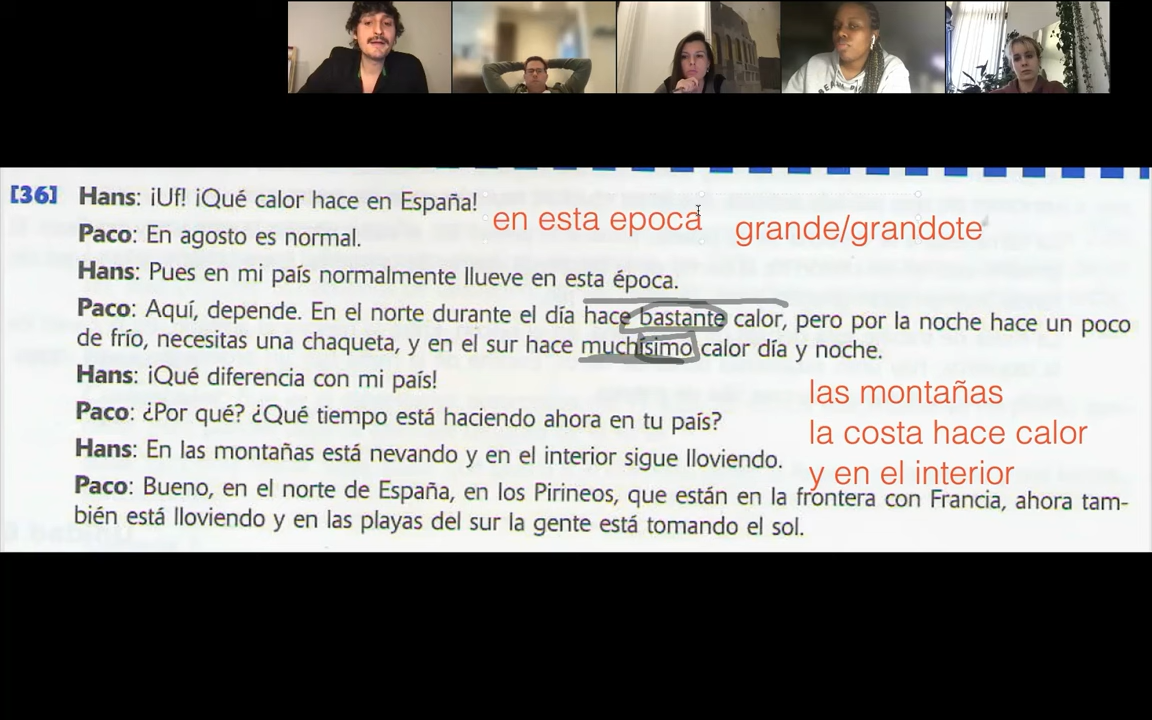 [36] Hans: ¡Uf! ¡Qué calor hace en España!
en esta epoca
grande/grandote
Paco: En agosto es normal.
Hans: Pues en mi país normalmente llueve en esta época.
Paco: Aquí, depende. En el norte durante el día hace bastante calor, pero por la noche hace un poco
de frío, necesitas una chaqueta, y en el sur hace muchísimo calor día y noche.
Hans: ¡Qué diferencia con mi país!
las montañas
Paco: ¿Por qué? ¿Qué tiempo está haciendo ahora en tu país?
la costa hace calor
Hans: En las montañas está nevando y en el interior sigue lloviendo.
y en el interior
Paco: Bueno, en el norte de España, en los Pirineos, que están en la frontera con Francia, ahora tam-
bién está lloviendo y en las playas del sur la gente está tomando el sol.